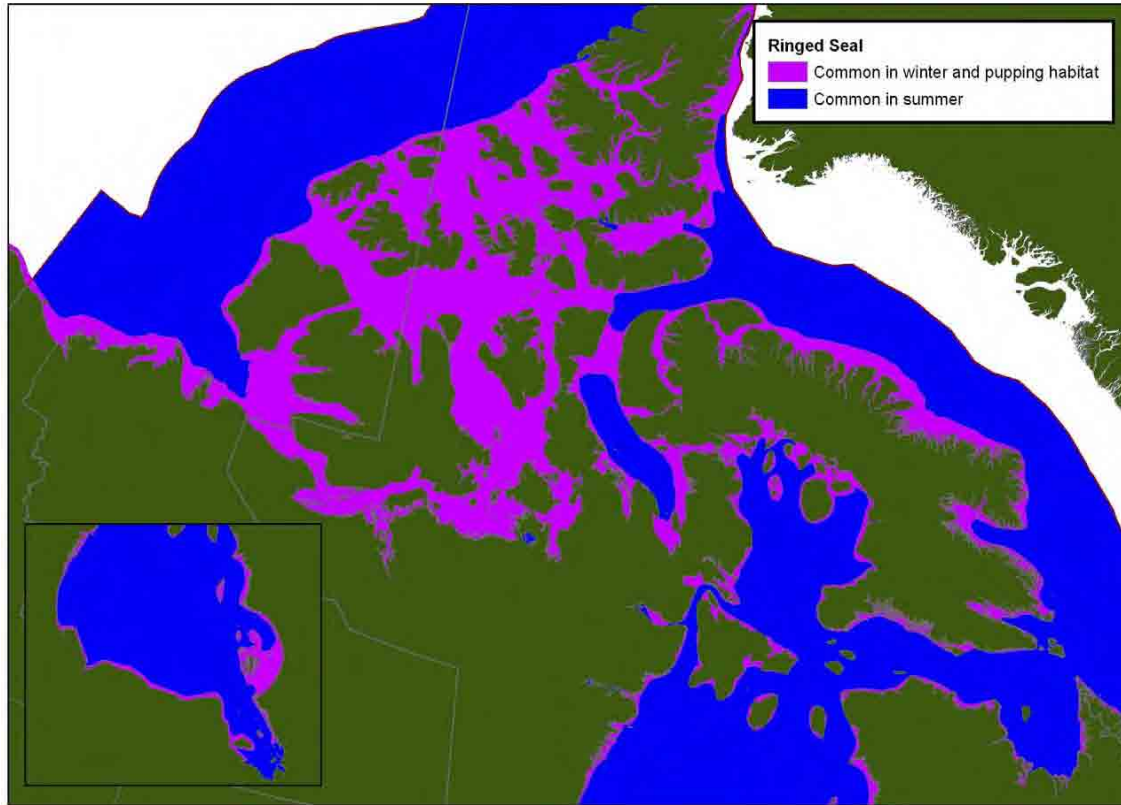 Ringed Seal
Common in winter and pupping habitat
Common in summer